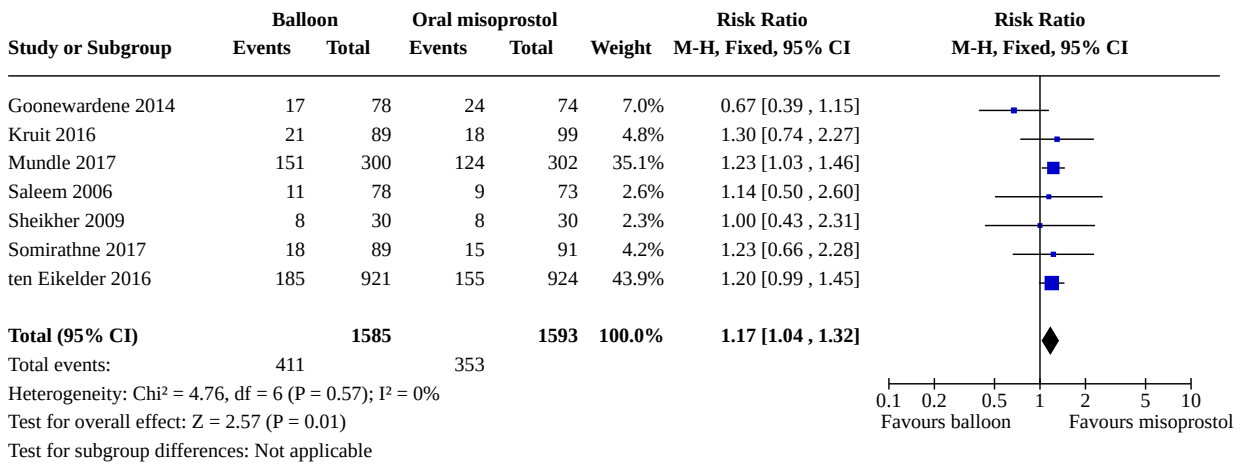 Balloon Oral misoprostol Risk Ratio Risk Ratio
Study or Subgroup Events Total Events Total Weight M-H, Fixed, 95% CI M-H, Fixed, 95% CI
Goonewardene 2014 17 78 24 74 7.0% 0.67 [0.39 , 1.15]
Kruit 2016 21 89 18 99 4.8% 1.30 [0.74 , 2.27]
Mundle 2017 151 300 124 302 35.1% 1.23 [1.03 , 1.46]
Saleem 2006 11 78 9 73 2.6% 1.14 [0.50 , 2.60]
Sheikher 2009 8 30 8 30 2.3% 1.00 [0.43 , 2.31]
Somirathne 2017 18 89 15 91 4.2% 1.23 [0.66 , 2.28]
ten Eikelder 2016 185 921 155 924 43.9% 1.20 [0.99 , 1.45]
Total (95% CI) 1585 1593 100.0% 1.17 [1.04 , 1.32]
Total events: 411 353
Heterogeneity: Chi² = 4.76, df = 6 (P = 0.57); I² = 0%
0.1 0.2 0.5 1 2 5 10
Test for overall effect: Z = 2.57 (P = 0.01) Favours balloon Favours misoprostol
Test for subgroup differences: Not applicable